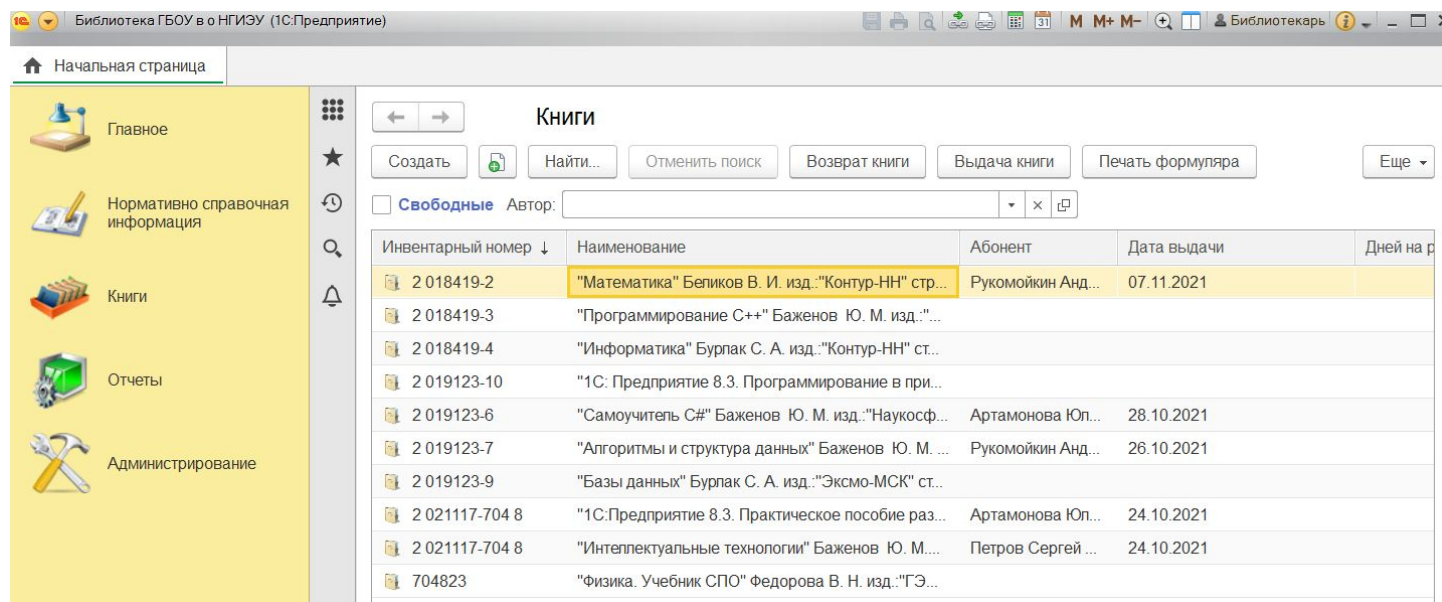 Библиотека ГБОУ в о НГИЭУ (1С:Предприятие)
31 M M+ M- Библиотекарь
Начальная страница
Главное
Нормативно справочная
информация
Книги
Отчеты
Администрирование
Книги
Создать Найти... Отменить поиск Возврат книги Выдача книги Печать формуляра Еще
Свободные Автор:
Инвентарный номер ↓ Наименование Абонент Дата выдачи Дней на р
2 018419-2 "Математика" Беликов В. И. изд.:"Контур-НН" стр... Рукомойкин Анд... 07.11.2021
2 018419-3 "Программирование С++" Баженов Ю. М. изд.:"...
2 018419-4 "Информатика" Бурлак С. А. изд.:"Контур-НН" ст...
2 019123-10 "1С: Предприятие 8.3. Программирование в при...
2 019123-6 "Самоучитель C#" Баженов Ю. М. изд.:"Наукосф... Артамонова Юл... 28.10.2021
2 019123-7 "Алгоритмы и структура данных" Баженов Ю. М. ... Рукомойкин Анд... 26.10.2021
2 019123-9 "Базы данных" Бурлак С. А. изд.:"Эксмо-МСК" ст...
2 021117-704 8 "1С:Предприятие 8.3. Практическое пособие раз... Артамонова Юл... 24.10.2021
2 021117-704 8 "Интеллектуальные технологии" Баженов Ю. М.... Петров Сергей ... 24.10.2021
704823 "Физика. Учебник СПО" Федорова В. Н. изд.:"ГЭ...